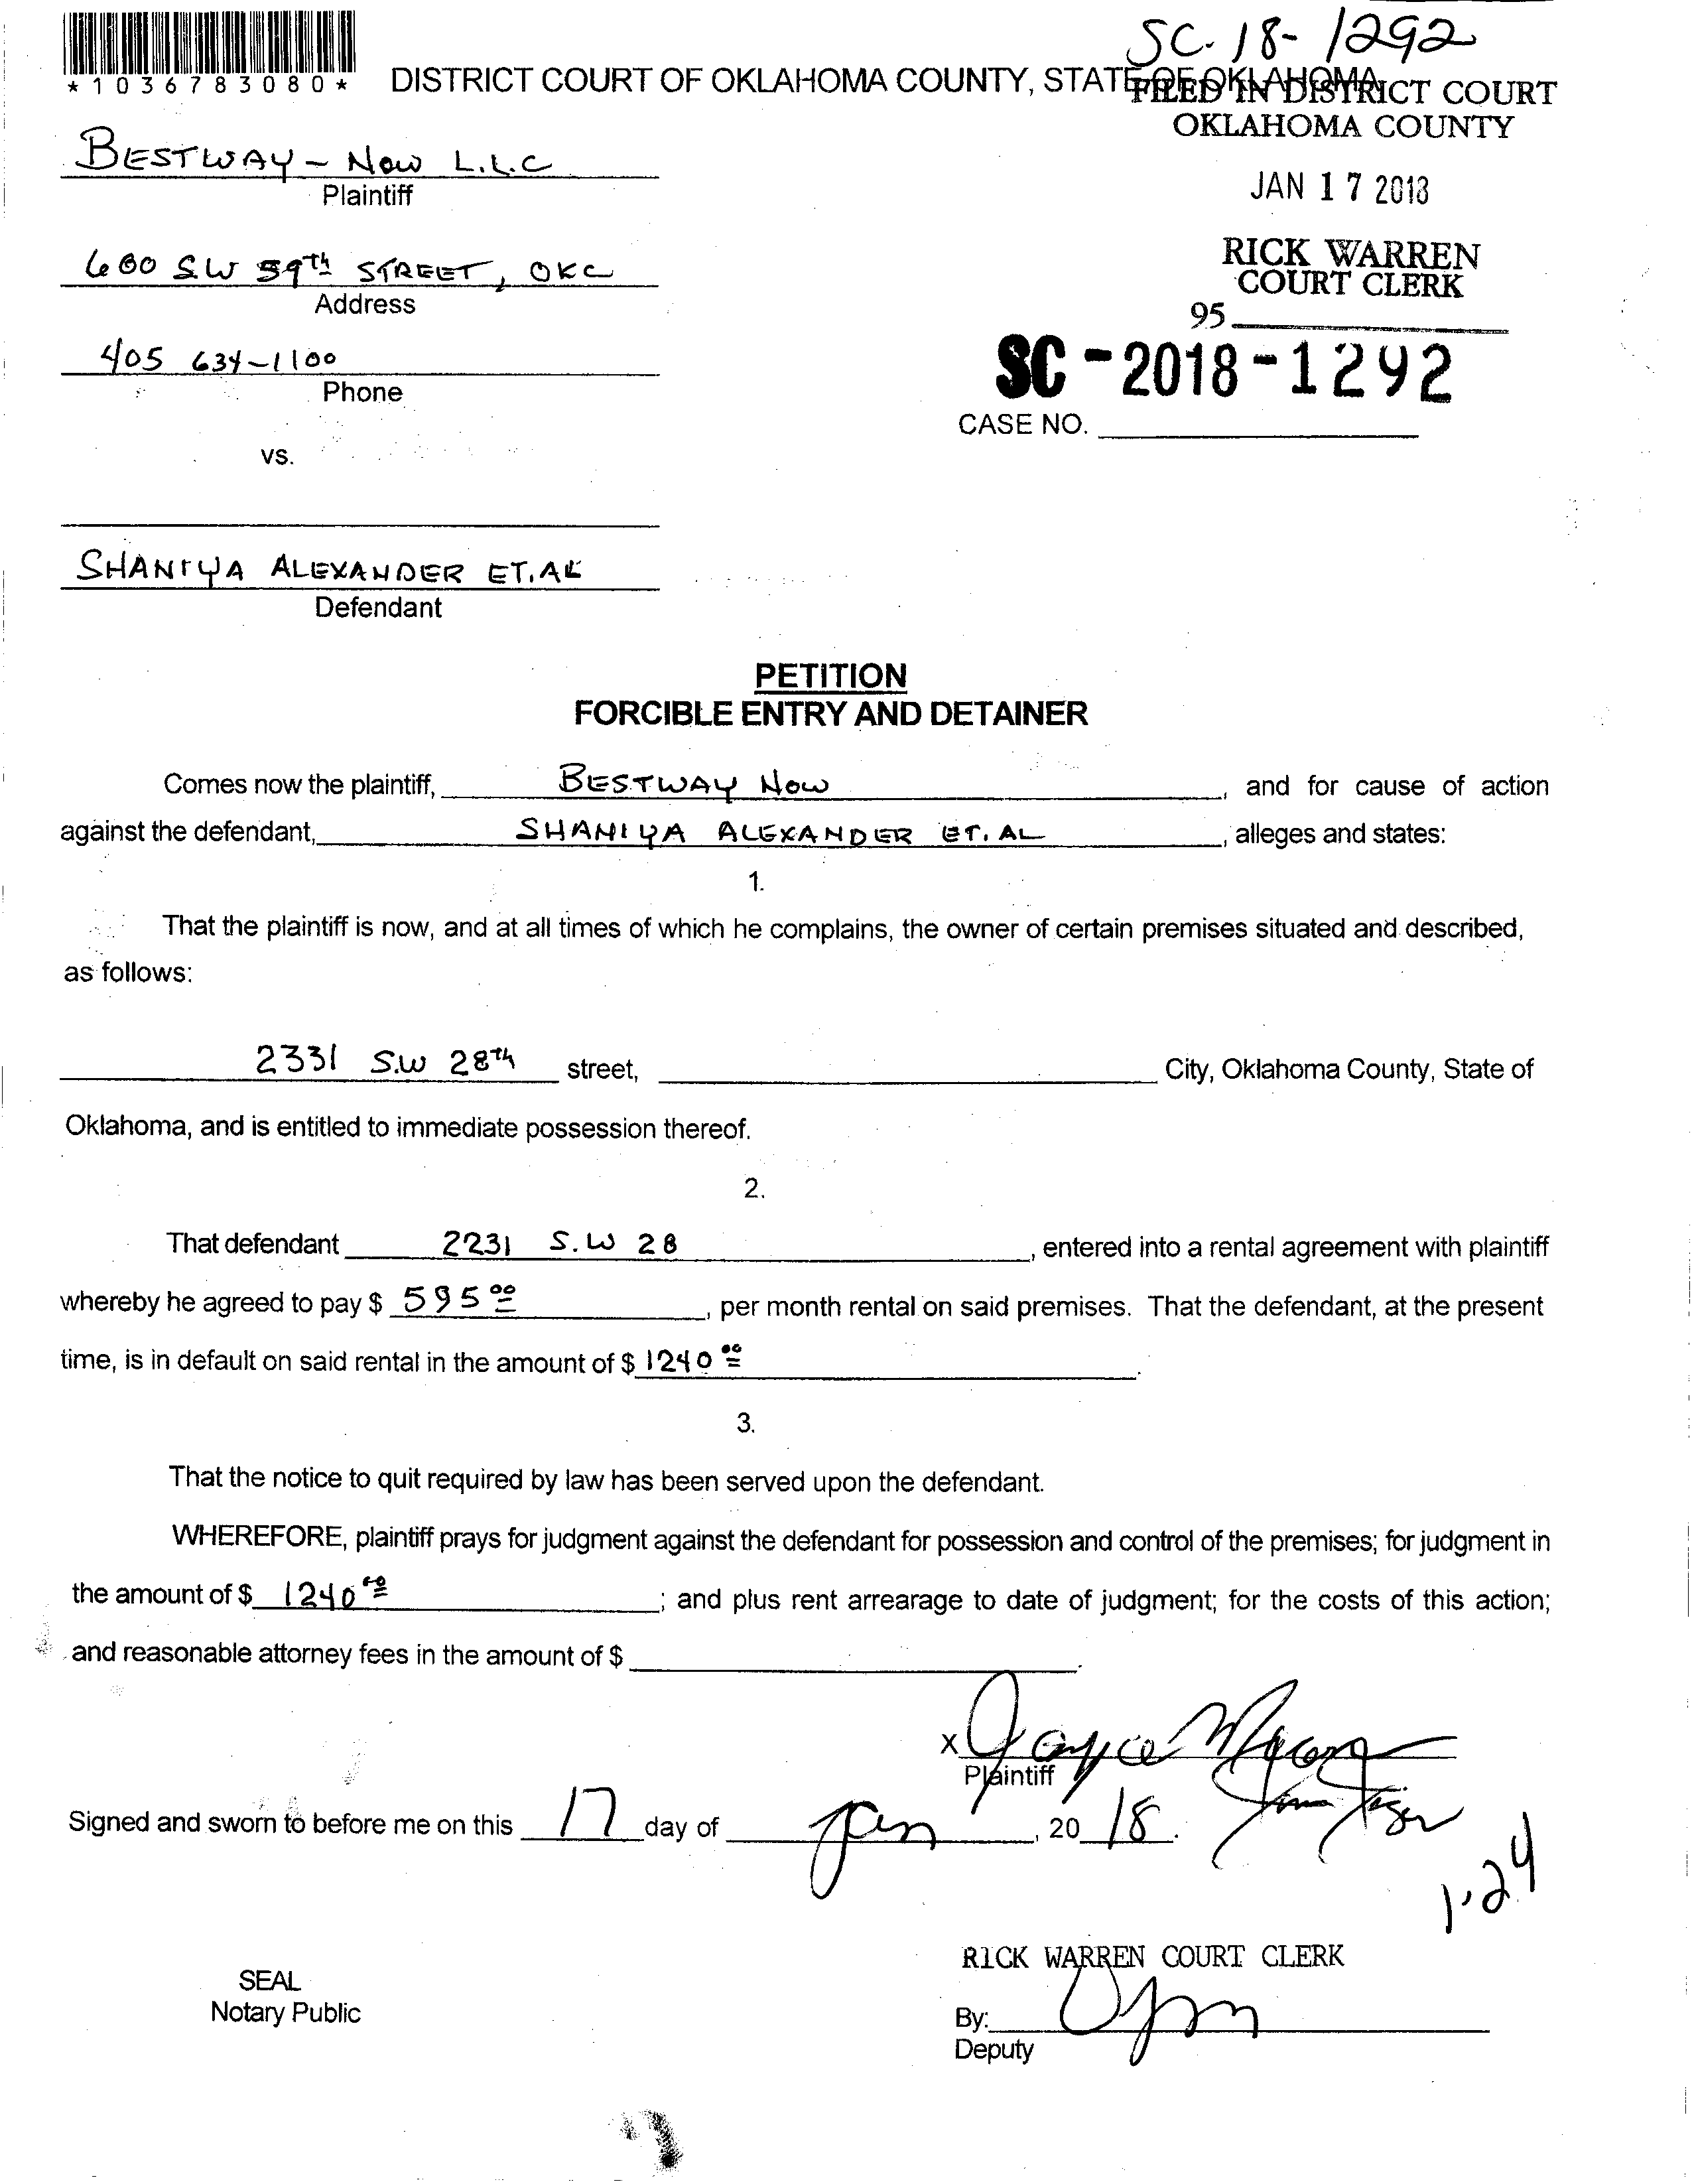 SC-18-1292
*1036783080*
DISTRICT COURT OF OKLAHOMA COUNTY, STATE OF OKLAHOMA
FILED IN DISTRICT COURT
OKLAHOMA COUNTY
JAN 17 2018
RICK WARREN
COURT CLERK
95
SC-2018-1292
CASE NO.
BESTWAY - NOW L.L.C
Plaintiff
600 S.W 59th STREET, OKC
Address
405 634-1100
Phone
vs.
SHANIYA ALEXANDER ET.AL
Defendant
PETITION
FORCIBLE ENTRY AND DETAINER
Comes now the plaintiff, BESTWAY NOW, and for cause of action
against the defendant, SHANIYA ALEXANDER ET.AL, alleges and states:
1.
That the plaintiff is now, and at all times of which he complains, the owner of certain premises situated and described,
as follows:
2331 S.W 28th street, City, Oklahoma County, State of
Oklahoma, and is entitled to immediate possession thereof.
2.
That defendant 2231 S.W 28, entered into a rental agreement with plaintiff
whereby he agreed to pay $ 595 00, per month rental on said premises. That the defendant, at the present
time, is in default on said rental in the amount of $ 1240 00.
3.
That the notice to quit required by law has been served upon the defendant.
WHEREFORE, plaintiff prays for judgment against the defendant for possession and control of the premises; for judgment in
the amount of $ 1240 00; and plus rent arrearage to date of judgment; for the costs of this action;
and reasonable attorney fees in the amount of $ .
X Joyce
Plaintiff
Signed and sworn to before me on this 17 day of Jan, 20 18.
1-24
RICK WARREN COURT CLERK
SEAL
Notary Public
By:
Deputy